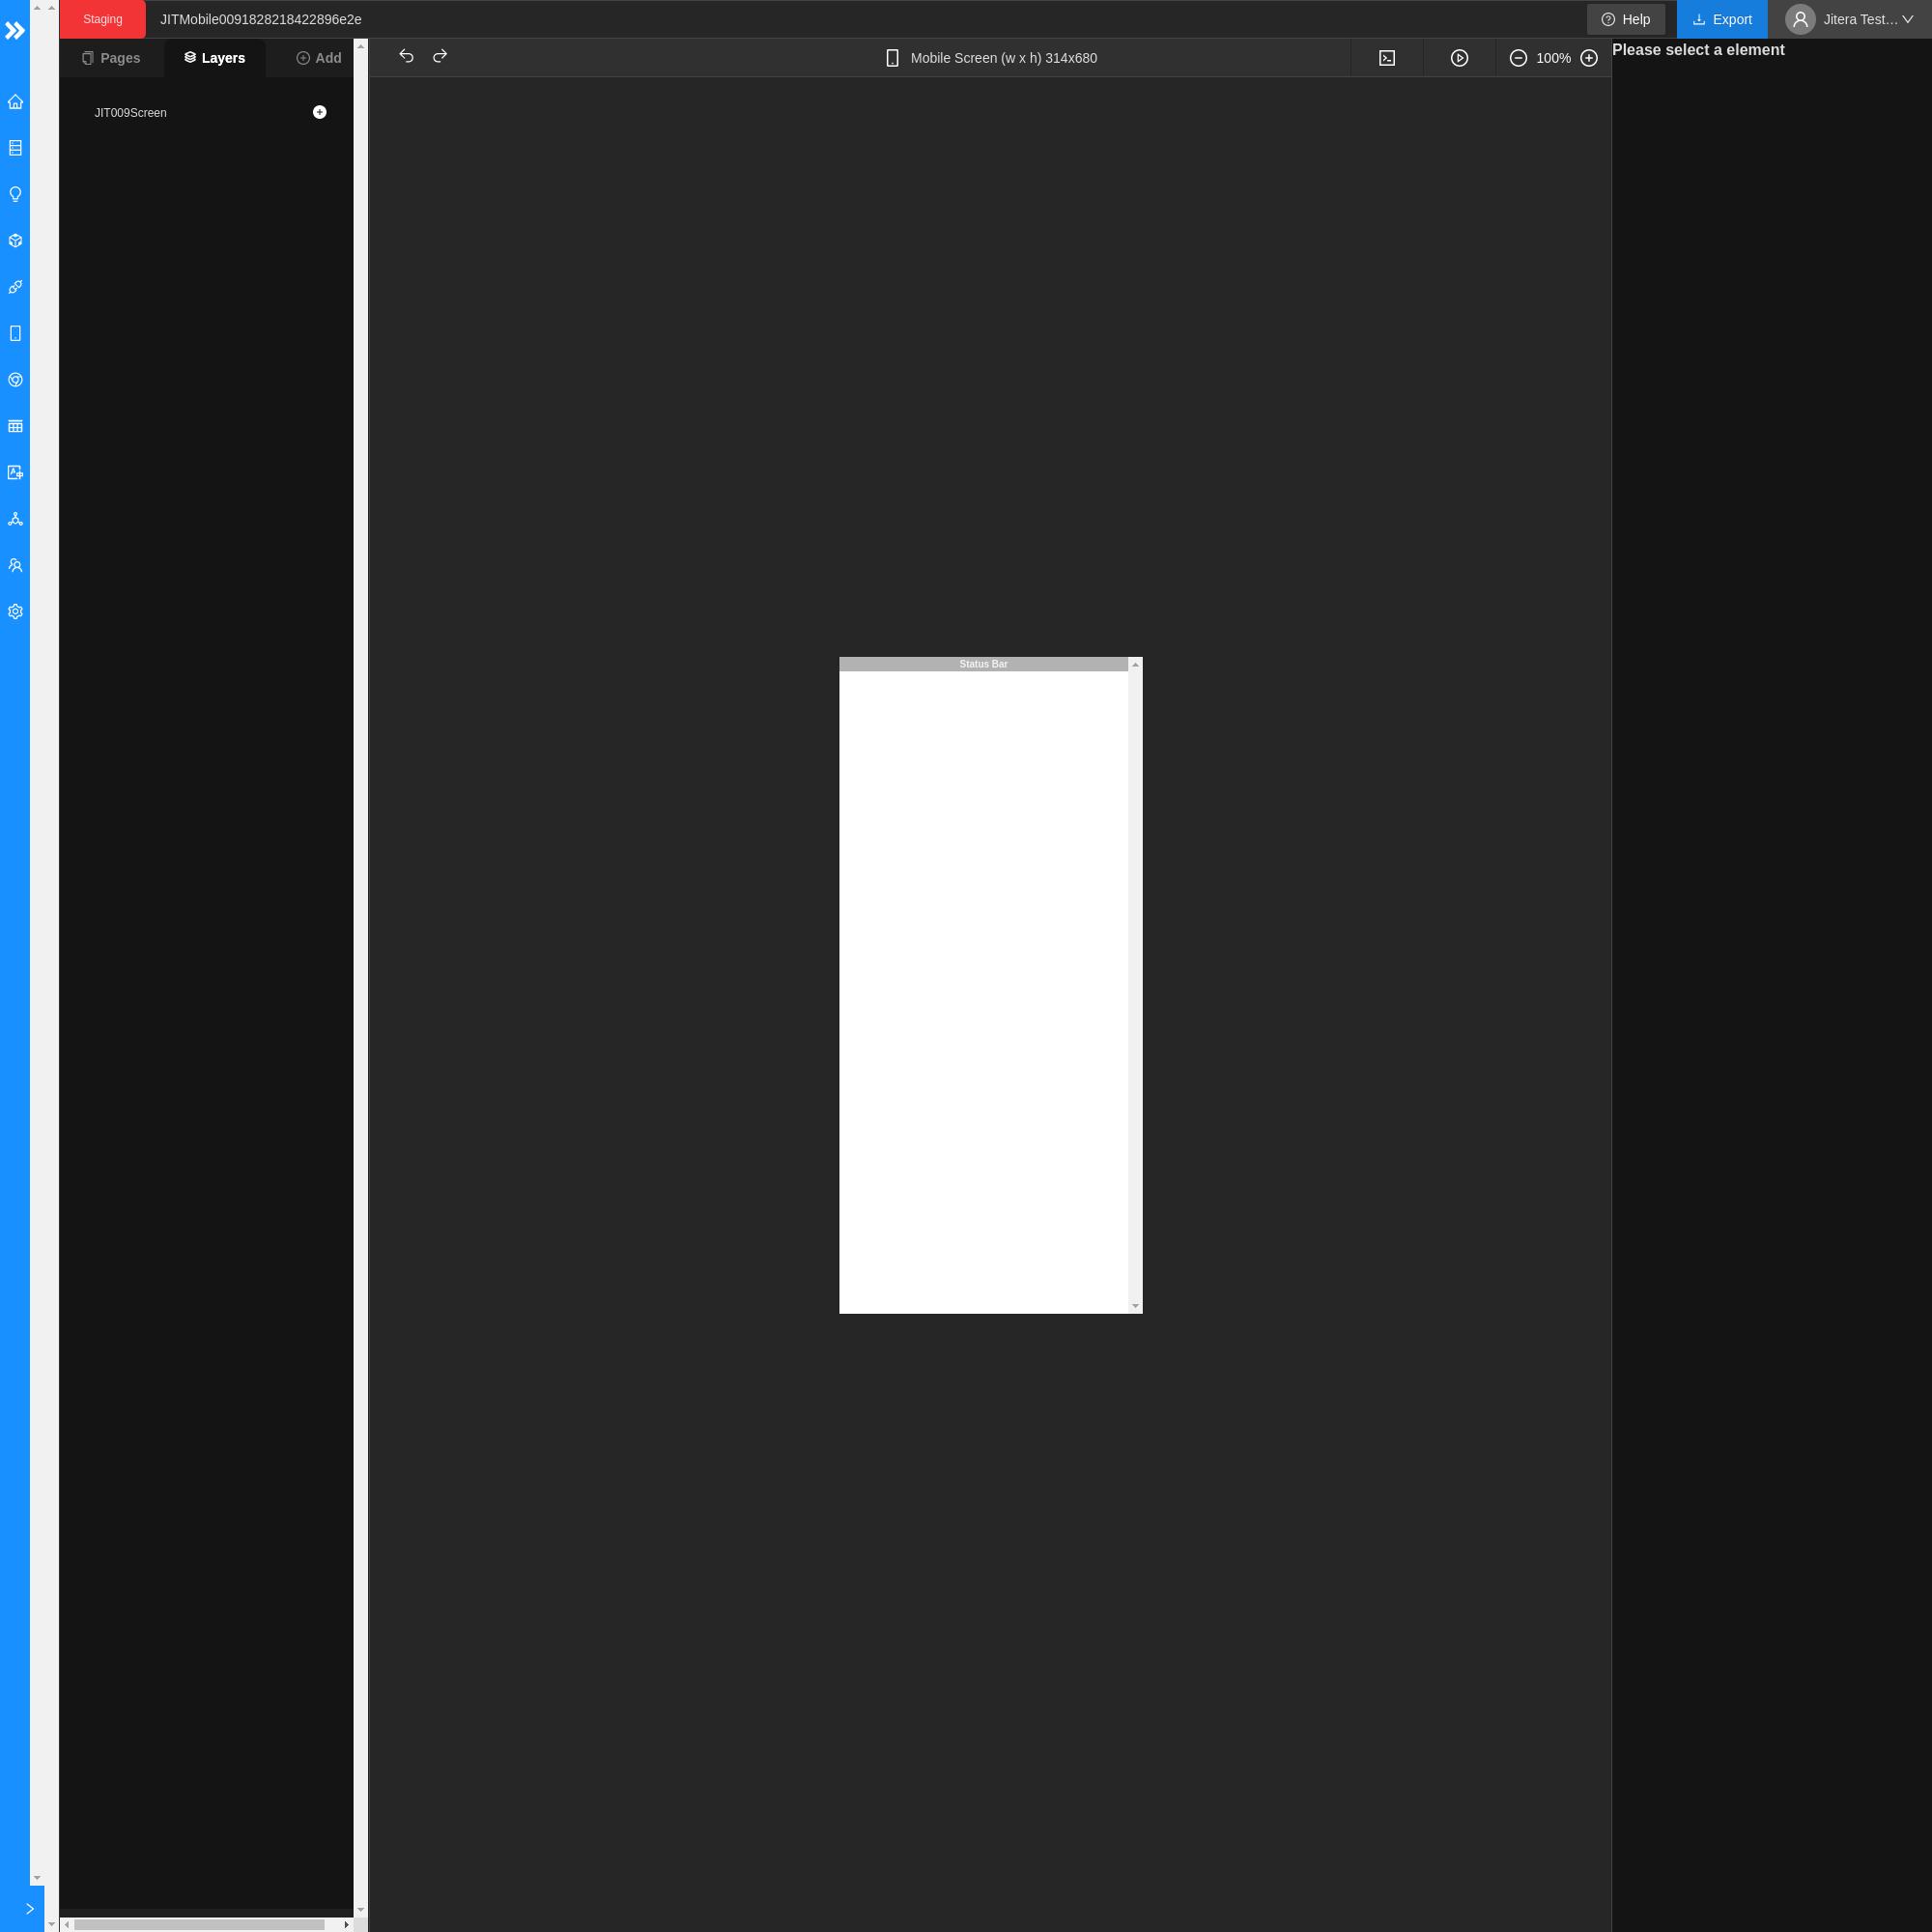 Staging
JITMobile0091828218422896e2e
Help
Export
Jitera Test...
Pages
Layers
Add
Mobile Screen (w x h) 314x680
100%
Please select a element
JIT009Screen
Status Bar